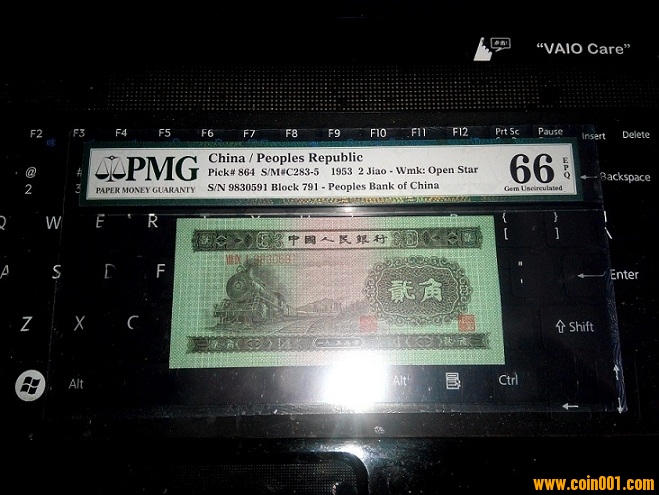 “VAIO Care”
F2 F3 F4 F5 F6 F7 F8 F9 F10 F11 F12 Prt Sc Pause Insert Delete
PMG
PAPER MONEY GUARANTY
China / Peoples Republic
Pick# 864 S/M#C283-5 1953 2 Jiao - Wmk: Open Star
S/N 9830591 Block 791 - Peoples Bank of China
66 EPQ
Gem Uncirculated
@ 2 # 3
Backspace
Q W E R { [ } ]
中國人民銀行
A S D F
貳角
Enter
Z X C
Shift
Alt Alt Ctrl
www.coin001.com